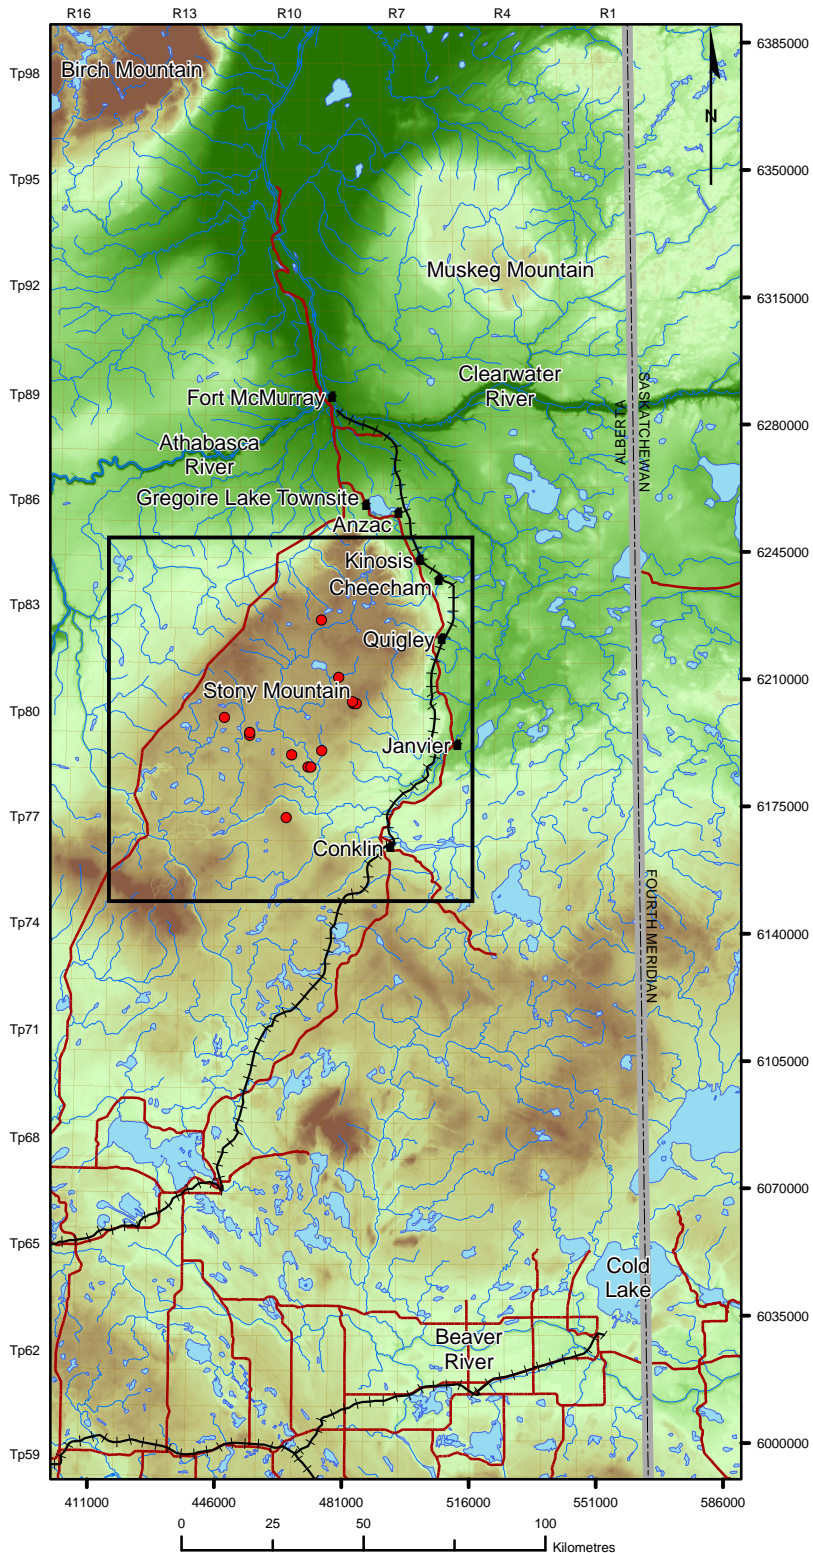 R16 R13 R10 R7 R4 R1
6385000
Tp98
Birch Mountain
N
6350000
Tp95
Muskeg Mountain
Tp92
6315000
Clearwater
River
Tp89
Fort McMurray
SASKATCHEWAN
ALBERTA
6280000
Athabasca
River
Tp86
Gregoire Lake Townsite
Anzac
6245000
Kinosis
Cheecham
Tp83
Quigley
6210000
Stony Mountain
Tp80
Janvier
6175000
Tp77
Conklin
FOURTH MERIDIAN
Tp74
6140000
Tp71
6105000
Tp68
6070000
Tp65
Cold
Lake
6035000
Beaver
River
Tp62
6000000
Tp59
411000 446000 481000 516000 551000 586000
0 25 50 100
Kilometres